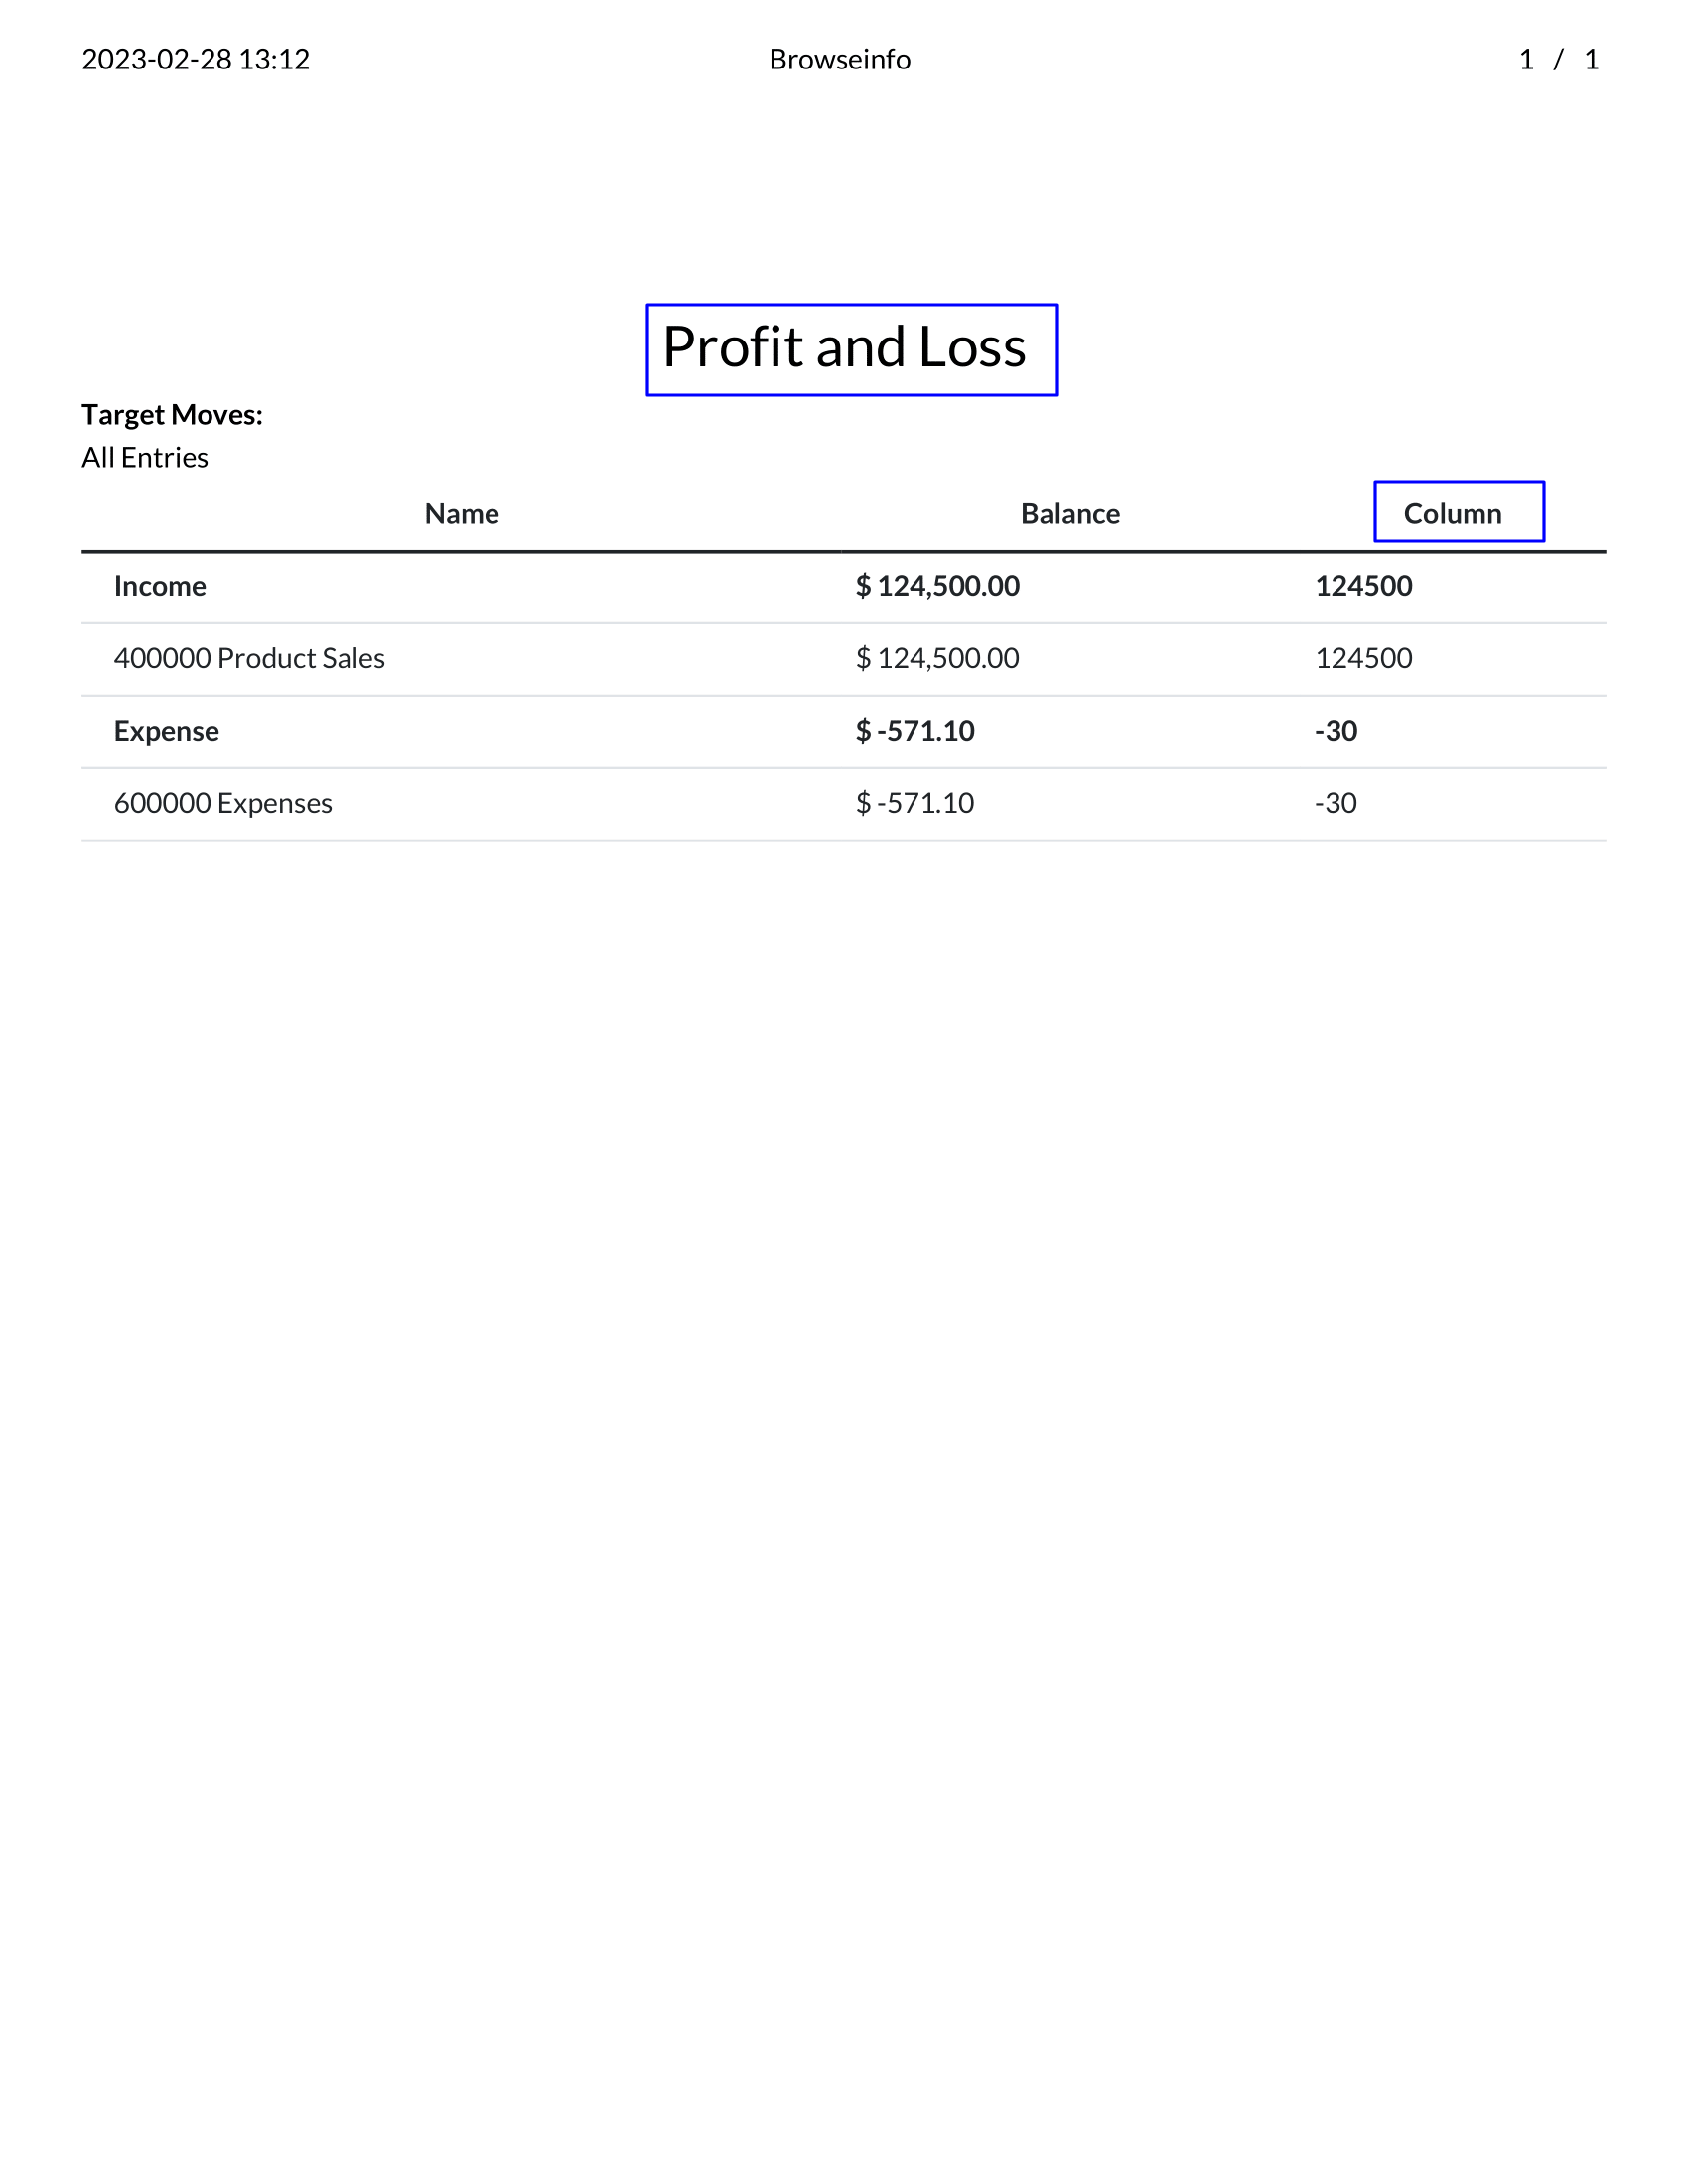 2023-02-28 13:12 Browseinfo 1 / 1
Profit and Loss
Target Moves:
All Entries
Name Balance Column
Income $ 124,500.00 124500
400000 Product Sales $ 124,500.00 124500
Expense $ -571.10 -30
600000 Expenses $ -571.10 -30